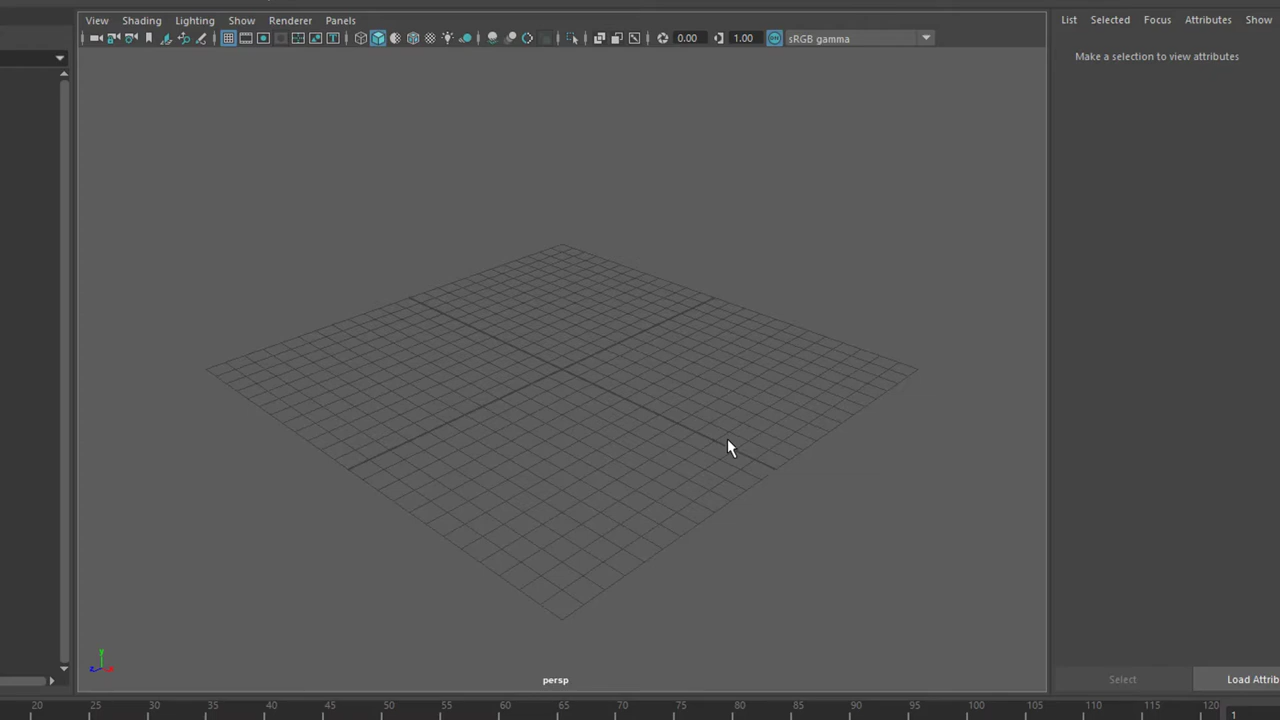 View Shading Lighting Show Renderer Panels
List Selected Focus Attributes Show
0.00 1.00 sRGB gamma
Make a selection to view attributes
y
z x
persp
Select Load Attrib
20 25 30 35 40 45 50 55 60 65 70 75 80 85 90 95 100 105 110 115 120 1